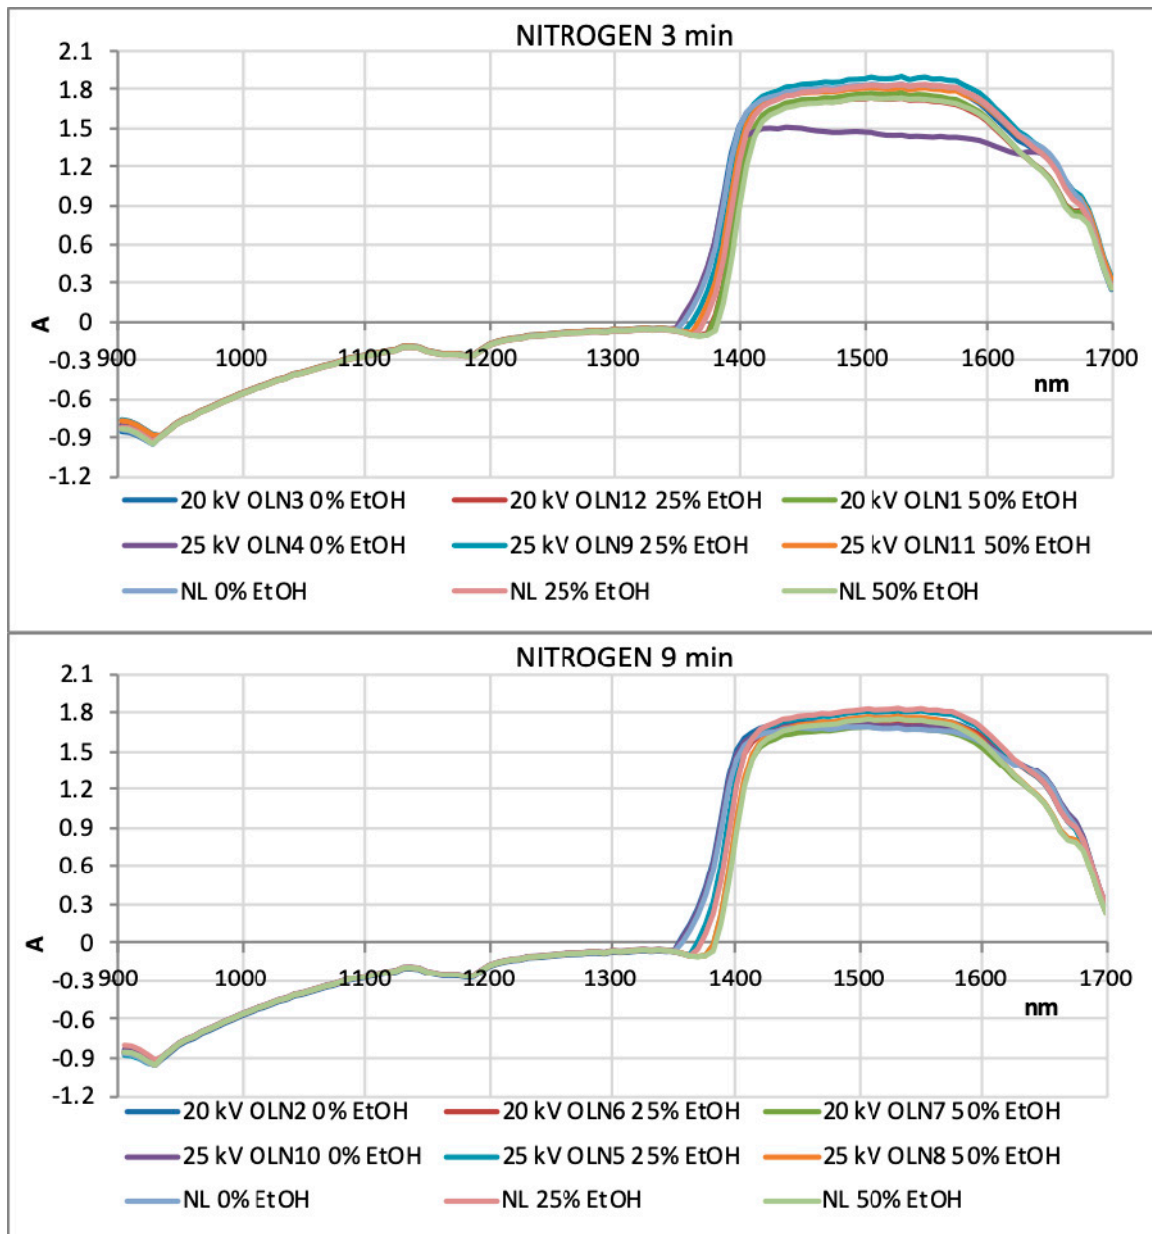 NITROGEN 3 min
2.1
1.8
1.5
1.2
0.9
0.6
0.3
0
-0.3
-0.6
-0.9
-1.2
A
900 1000 1100 1200 1300 1400 1500 1600 1700
nm
20 kV OLN3 0% EtOH 20 kV OLN12 25% EtOH 20 kV OLN1 50% EtOH
25 kV OLN4 0% EtOH 25 kV OLN9 25% EtOH 25 kV OLN11 50% EtOH
NL 0% EtOH NL 25% EtOH NL 50% EtOH
NITROGEN 9 min
2.1
1.8
1.5
1.2
0.9
0.6
0.3
0
-0.3
-0.6
-0.9
-1.2
A
900 1000 1100 1200 1300 1400 1500 1600 1700
nm
20 kV OLN2 0% EtOH 20 kV OLN6 25% EtOH 20 kV OLN7 50% EtOH
25 kV OLN10 0% EtOH 25 kV OLN5 25% EtOH 25 kV OLN8 50% EtOH
NL 0% EtOH NL 25% EtOH NL 50% EtOH